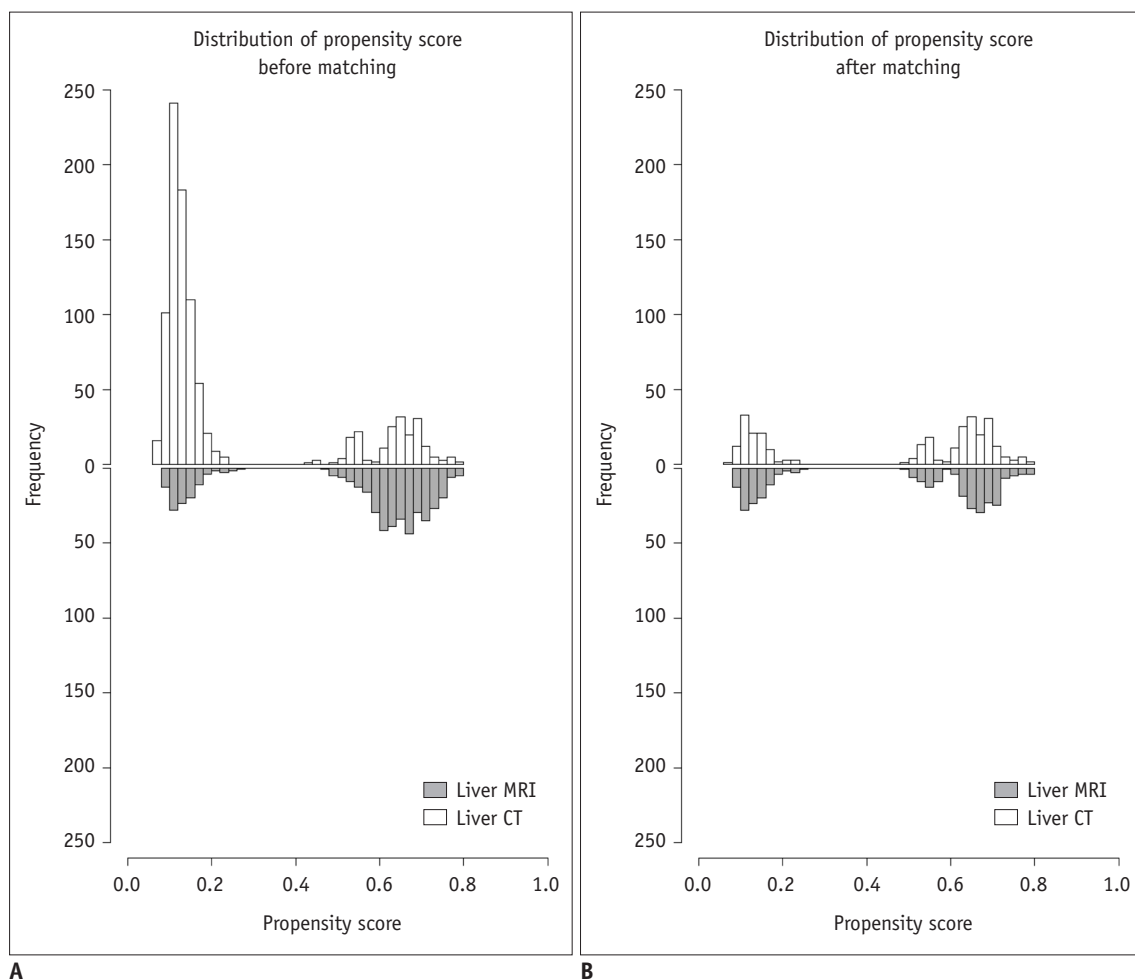 Distribution of propensity score
before matching
250
200
150
100
50
0
50
100
150
200
250
Frequency
Liver MRI
Liver CT
0.0 0.2 0.4 0.6 0.8 1.0
Propensity score
A
Distribution of propensity score
after matching
250
200
150
100
50
0
50
100
150
200
250
Frequency
Liver MRI
Liver CT
0.0 0.2 0.4 0.6 0.8 1.0
Propensity score
B